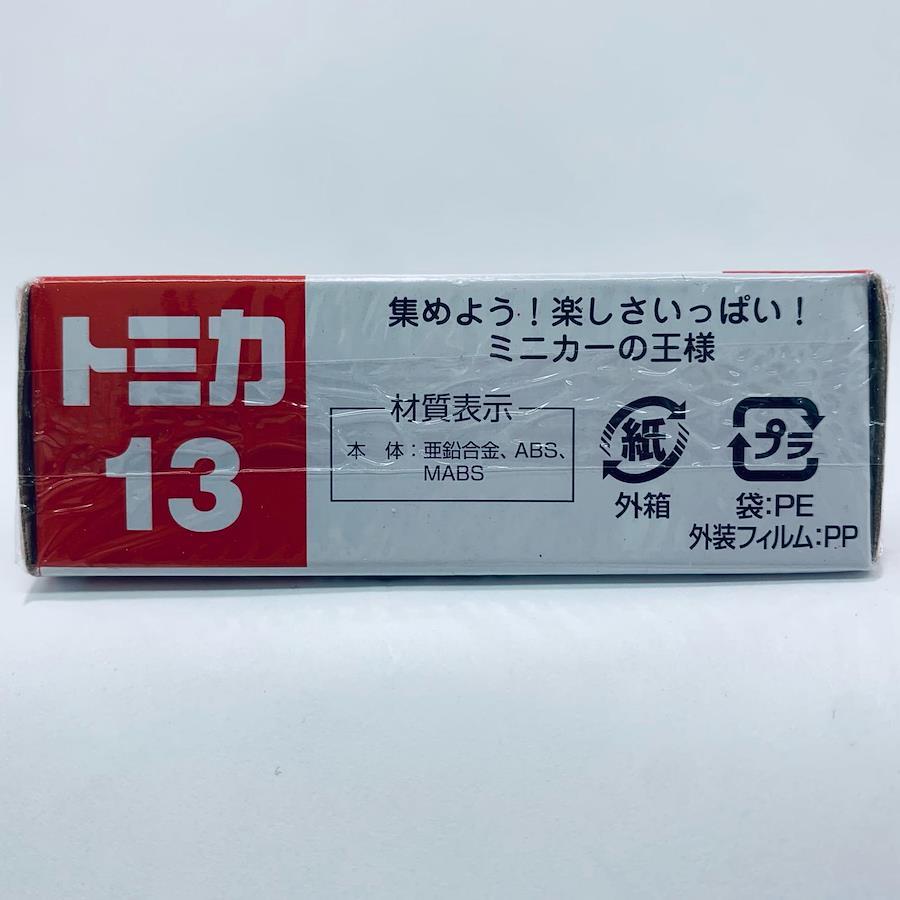 トミカ
13
集めよう!楽しさいっぱい!
ミニカーの王様
材質表示
本 体:亜鉛合金、ABS、
MABS
紙
外箱
プラ
袋:PE
外装フィルム:PP